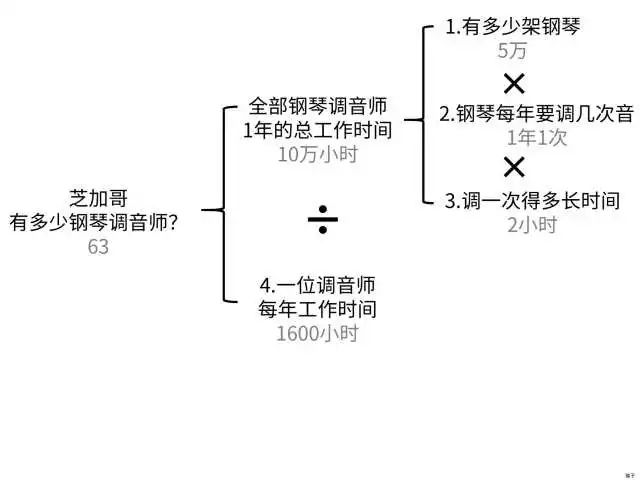 芝加哥
有多少钢琴调音师?
63
全部钢琴调音师
1年的总工作时间
10万小时
÷
4.一位调音师
每年工作时间
1600小时
1.有多少架钢琴
5万
×
2.钢琴每年要调几次音
1年1次
×
3.调一次得多长时间
2小时